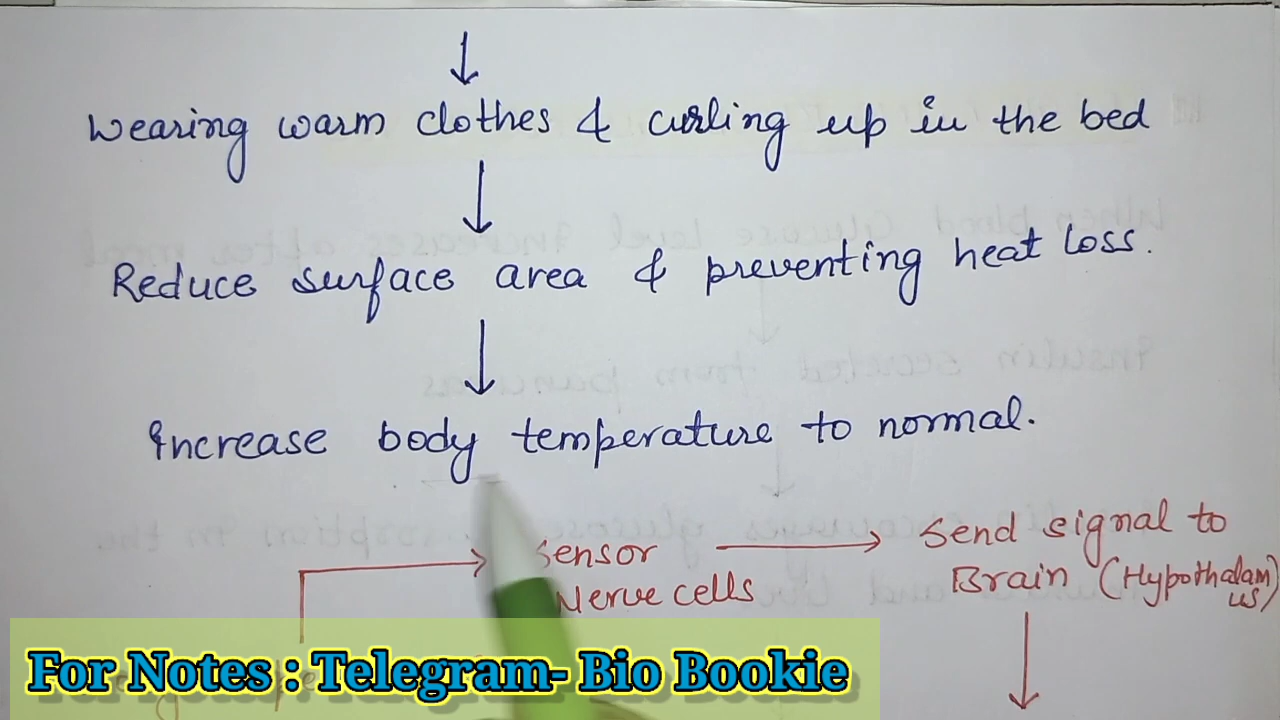 Wearing warm clothes & curling up in the bed
Reduce surface area & preventing heat loss.
Increase body temperature to normal.
Sensor Nerve cells
Send signal to Brain (Hypothalamus)
For Notes : Telegram- Bio Bookie